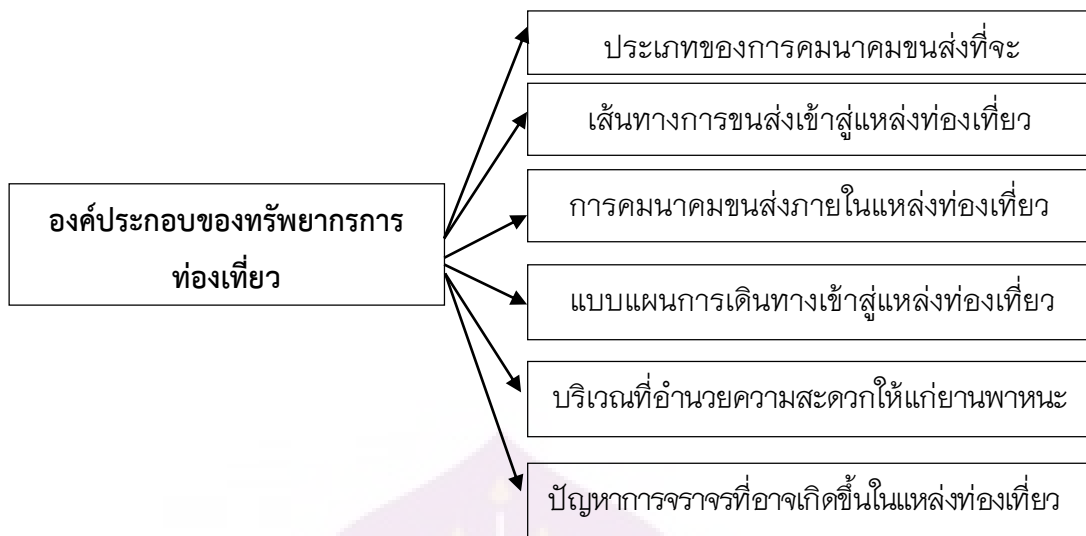 ประเภทของการคมนาคมขนส่งที่จะ
เส้นทางการขนส่งเข้าสู่แหล่งท่องเที่ยว
องค์ประกอบของทรัพยากรการ
ท่องเที่ยว
การคมนาคมขนส่งภายในแหล่งท่องเที่ยว
แบบแผนการเดินทางเข้าสู่แหล่งท่องเที่ยว
บริเวณที่อำนวยความสะดวกให้แก่ยานพาหนะ
ปัญหาการจราจรที่อาจเกิดขึ้นในแหล่งท่องเที่ยว